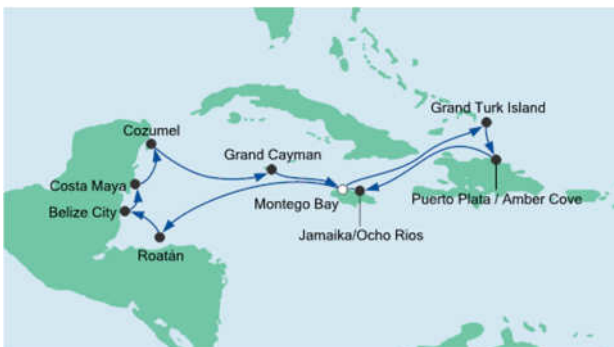 Grand Turk Island
Cozumel
Grand Cayman
Costa Maya
Montego Bay
Puerto Plata / Amber Cove
Belize City
Jamaika/Ocho Rios
Roatán